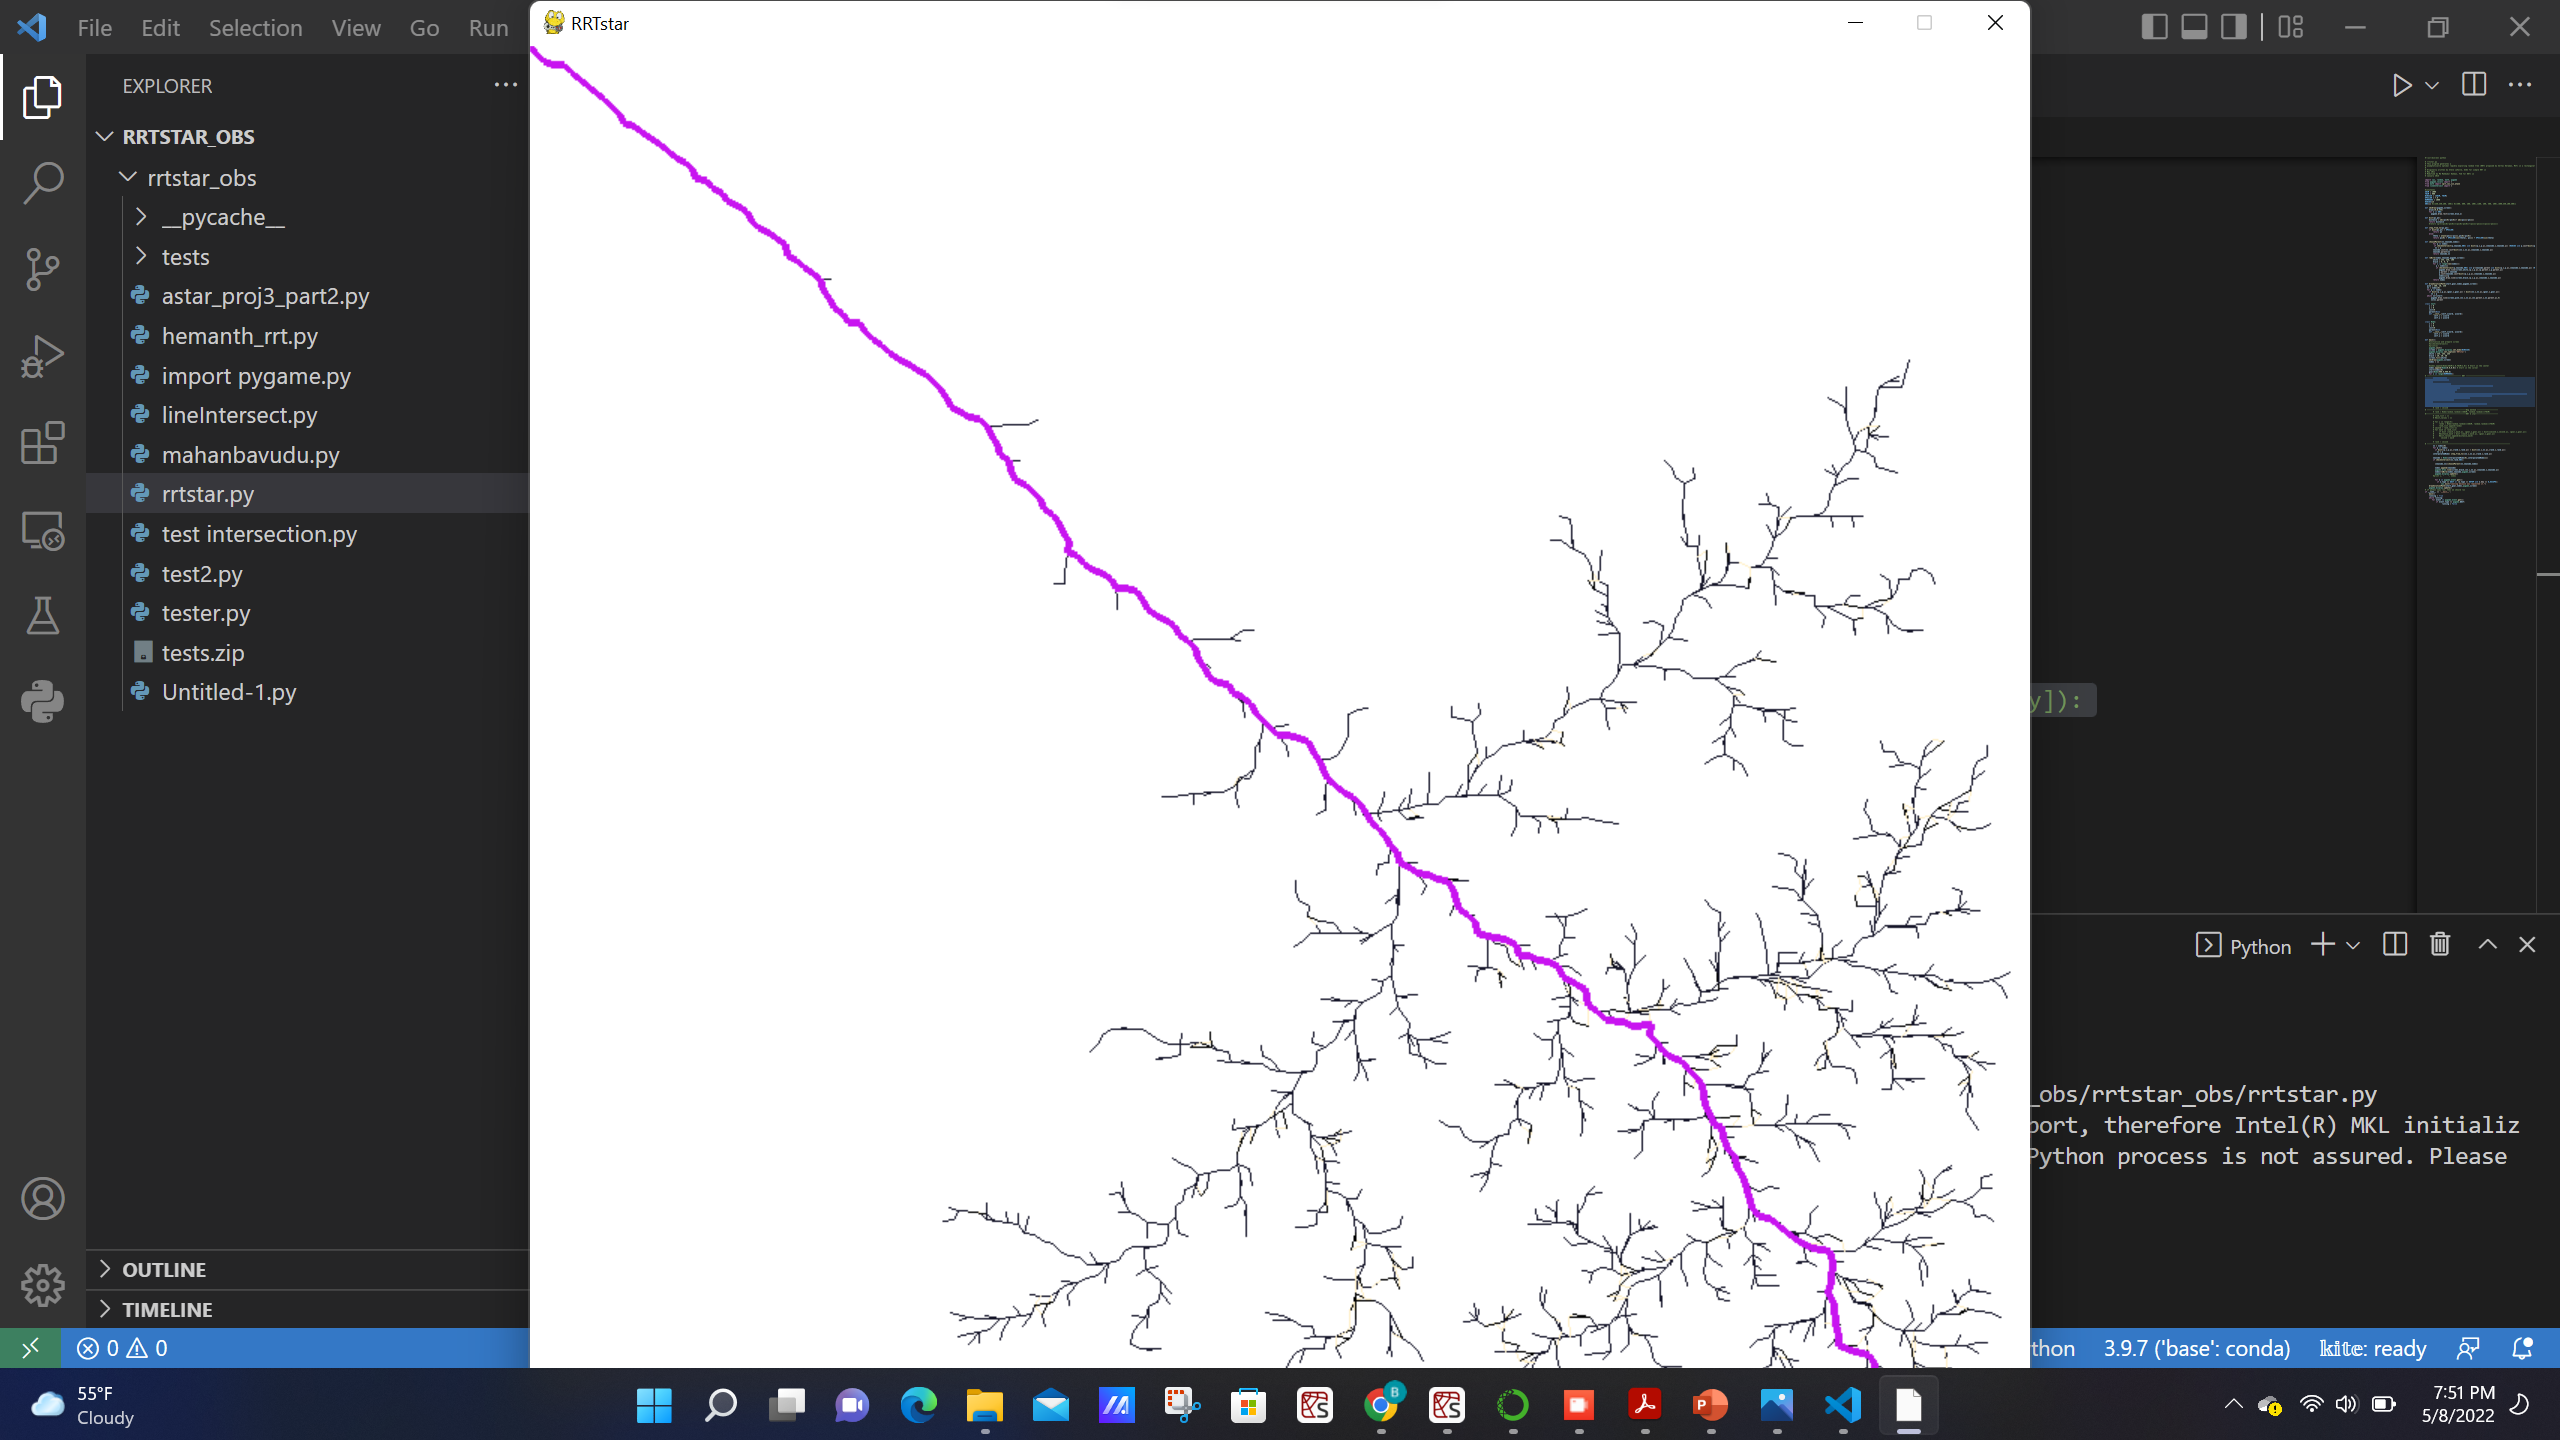 File Edit Selection View Go Run
RRTstar
EXPLORER
RRTSTAR_OBS
rrtstar_obs
__pycache__
tests
astar_proj3_part2.py
hemanth_rrt.py
import pygame.py
lineIntersect.py
mahanbavudu.py
rrtstar.py
test intersection.py
test2.py
tester.py
tests.zip
Untitled-1.py
OUTLINE
TIMELINE
y]):
Python
_obs/rrtstar_obs/rrtstar.py
port, therefore Intel(R) MKL initializ
Python process is not assured. Please
0 0
thon 3.9.7 ('base': conda) kite: ready
55°F
Cloudy
B
P
7:51 PM
5/8/2022